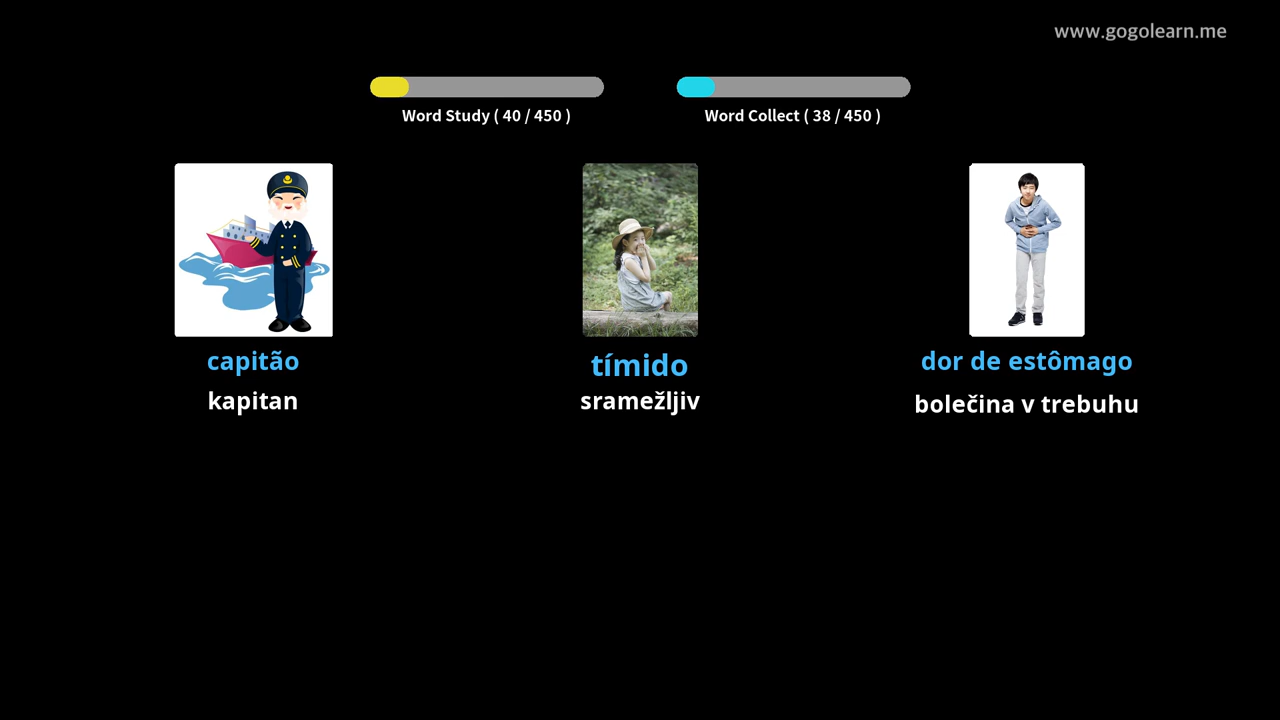 www.gogolearn.me
Word Study ( 40 / 450 )
Word Collect ( 38 / 450 )
capitão
kapitan
tímido
sramežljiv
dor de estômago
bolečina v trebuhu